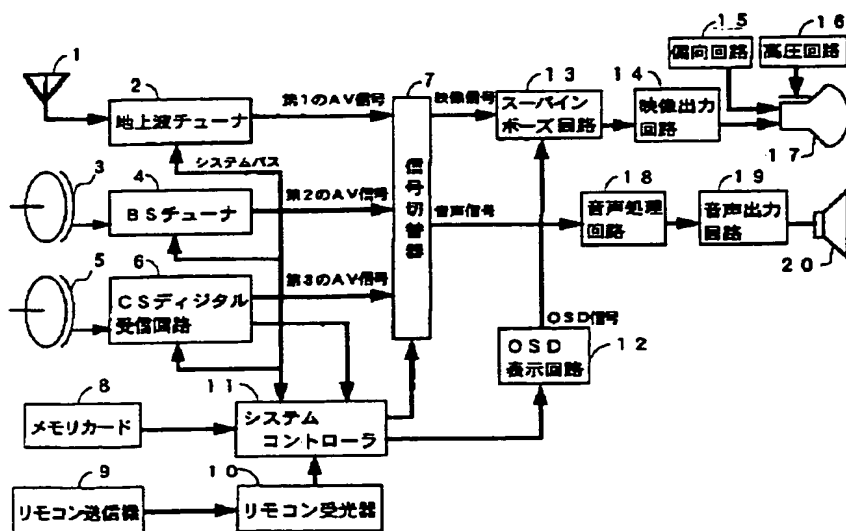 1
2
地上波チューナ
第1のAV信号
システムバス
3
4
BSチューナ
第2のAV信号
5
6
CSディジタル
受信回路
第3のAV信号
7
信号切替器
映像信号
音声信号
13
スーパイン
ポーズ回路
14
映像出力
回路
15
偏向回路
16
高圧回路
17
18
音声処理
回路
19
音声出力
回路
20
OSD信号
OSD
表示回路
12
8
メモリカード
11
システム
コントローラ
9
リモコン送信機
10
リモコン受光器